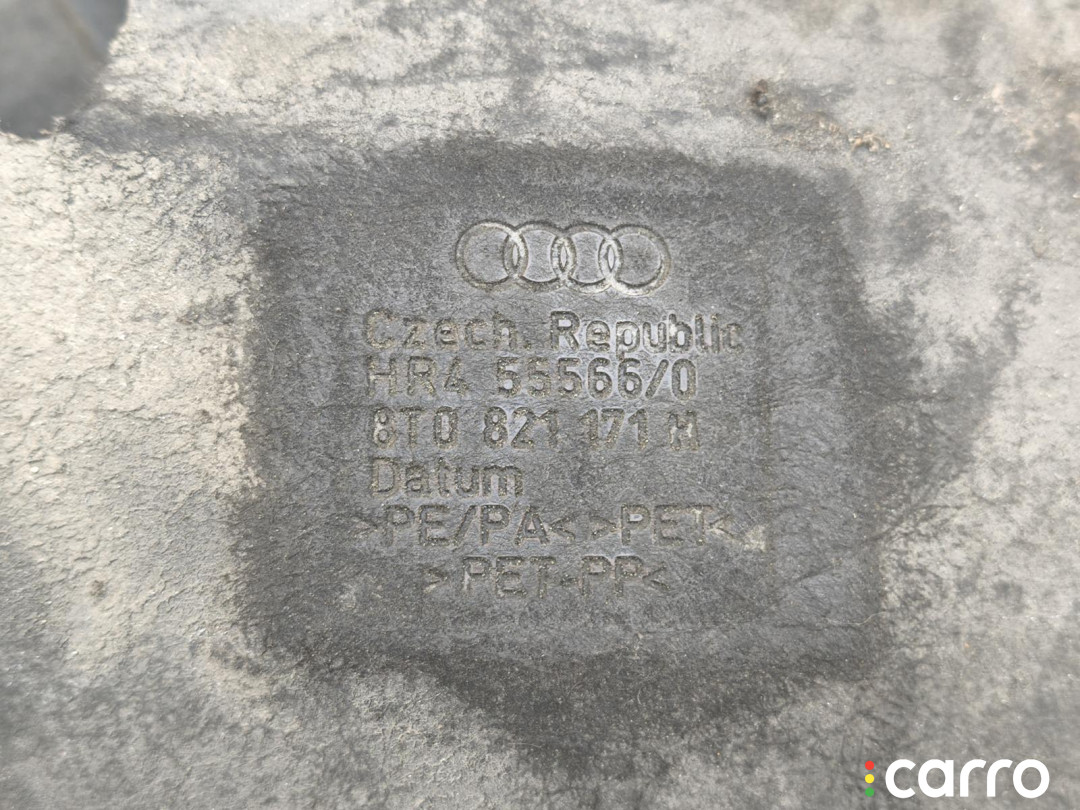 Czech. Republic
HR4 55566/0
8T0 821 171 M
Datum
>PE/PA< >PET<
>PET-PP<
carro